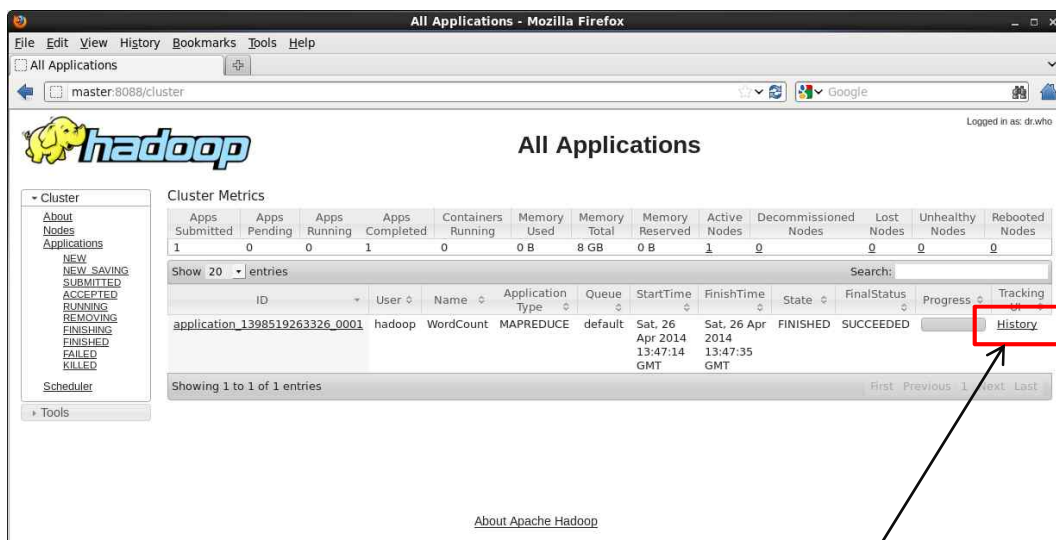 All Applications - Mozilla Firefox
File Edit View History Bookmarks Tools Help
All Applications
master:8088/cluster
Google
Logged in as: dr.who
hadoop
All Applications
Cluster
About
Nodes
Applications
NEW
NEW SAVING
SUBMITTED
ACCEPTED
RUNNING
REMOVING
FINISHING
FINISHED
FAILED
KILLED
Scheduler
Tools
Cluster Metrics
Apps Submitted Apps Pending Apps Running Apps Completed Containers Running Memory Used Memory Total Memory Reserved Active Nodes Decommissioned Nodes Lost Nodes Unhealthy Nodes Rebooted Nodes
1 0 0 1 0 0 B 8 GB 0 B 1 0 0 0 0
Show 20 entries Search:
ID User Name Application Type Queue StartTime FinishTime State FinalStatus Progress Tracking UI
application_1398519263326_0001 hadoop WordCount MAPREDUCE default Sat, 26 Apr 2014 13:47:14 GMT Sat, 26 Apr 2014 13:47:35 GMT FINISHED SUCCEEDED History
Showing 1 to 1 of 1 entries First Previous 1 Next Last
About Apache Hadoop